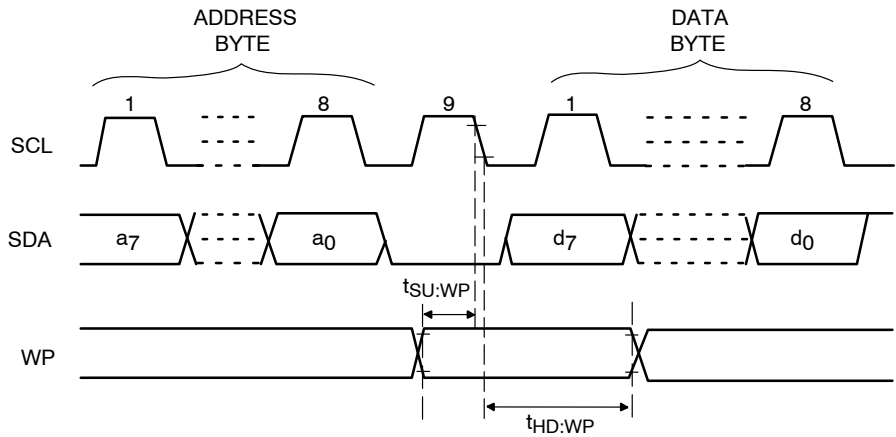 ADDRESS
BYTE
DATA
BYTE
1
8
9
1
8
SCL
SDA
a7
a0
d7
d0
tSU:WP
WP
tHD:WP